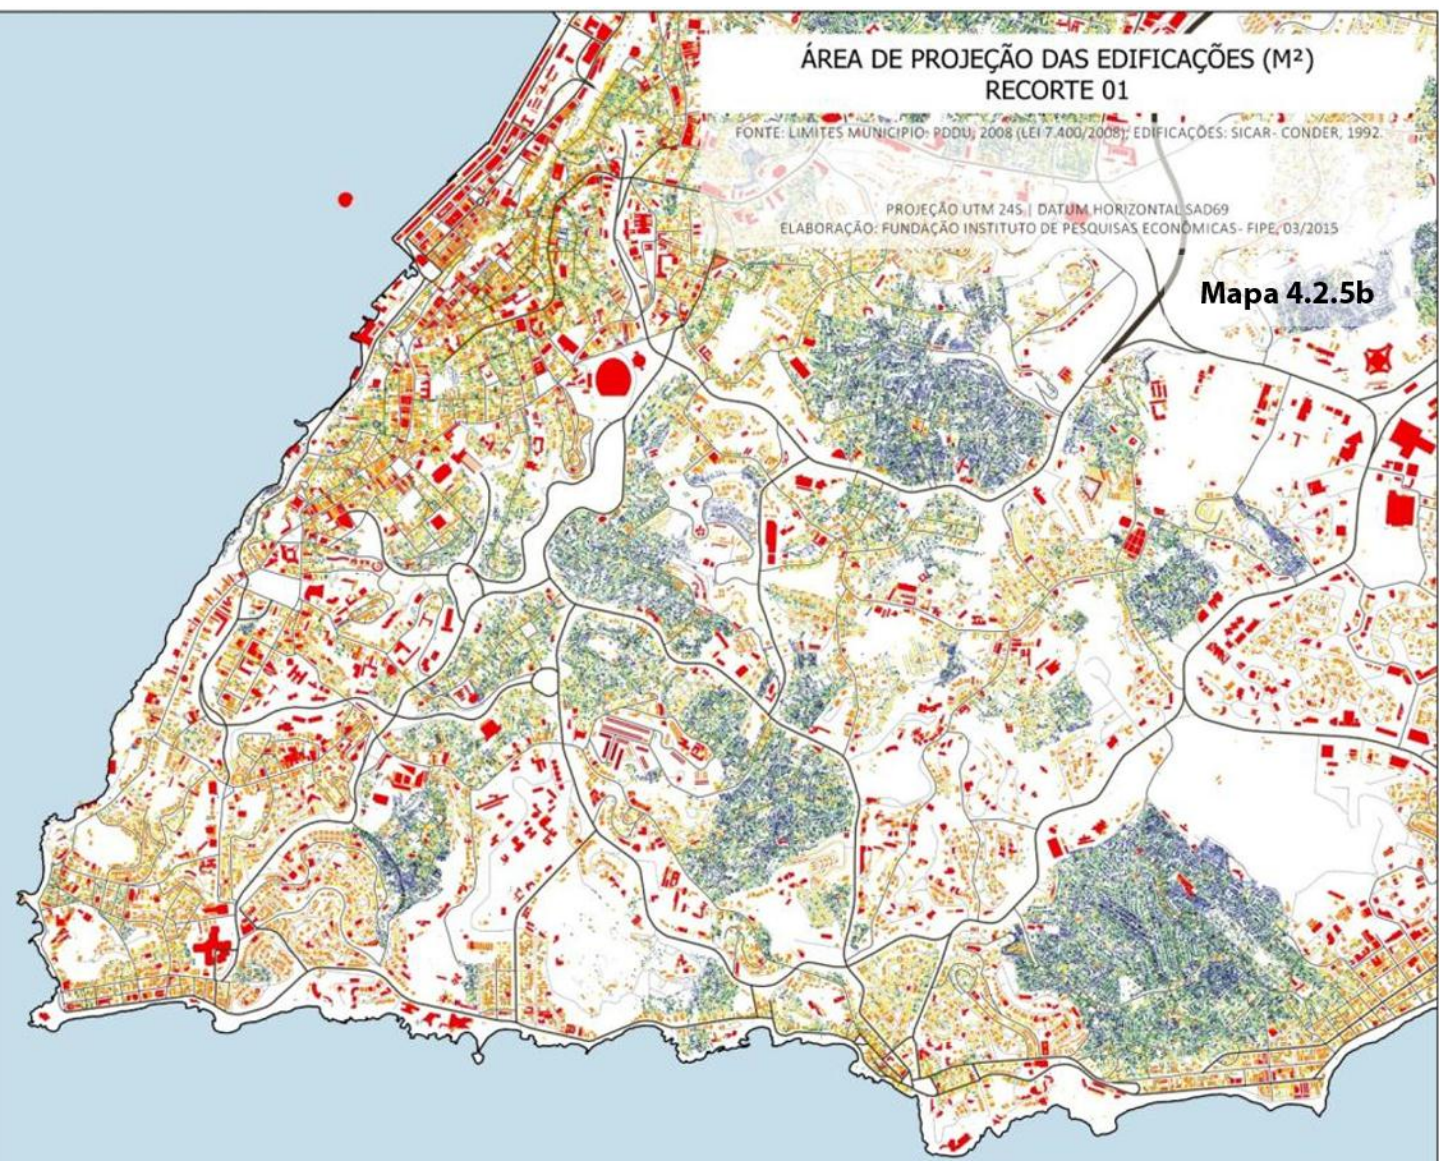 ÁREA DE PROJEÇÃO DAS EDIFICAÇÕES (M²)
RECORTE 01
FONTE: LIMITES MUNICIPIO: PDDU, 2008 (LEI 7.400/2008); EDIFICAÇÕES: SICAR- CONDER, 1992.
PROJEÇÃO UTM 24S | DATUM HORIZONTAL SAD69
ELABORAÇÃO: FUNDAÇÃO INSTITUTO DE PESQUISAS ECONÔMICAS- FIPE, 03/2015
Mapa 4.2.5b